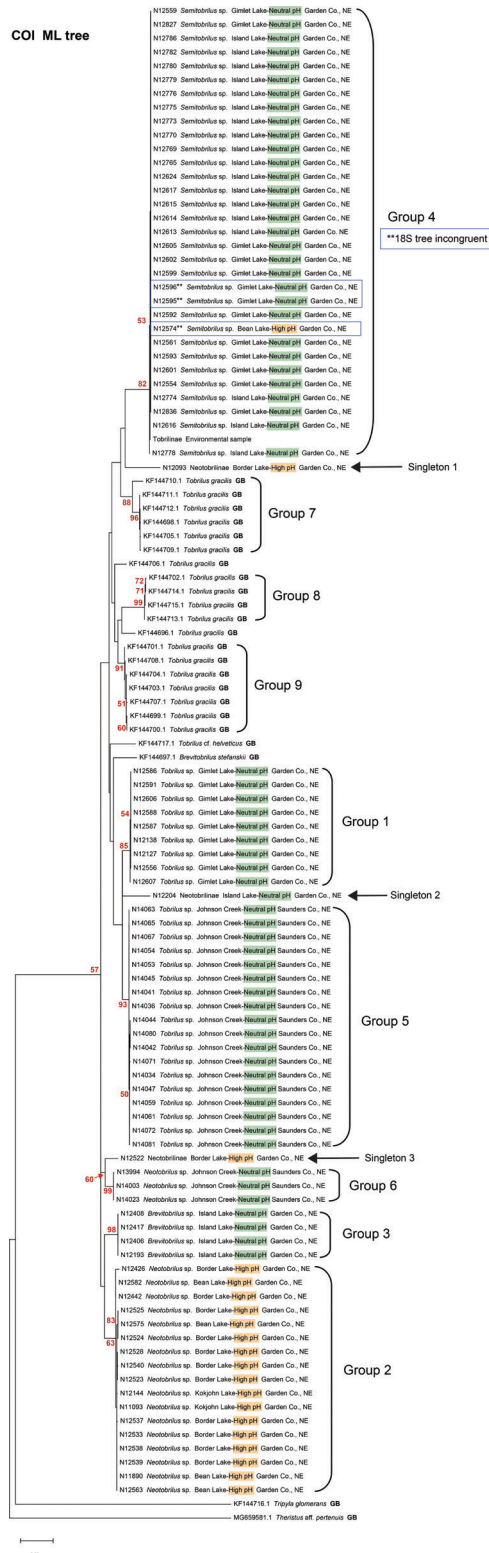 COI ML tree
N12559 Semitobrilus sp. Gimlet Lake-Neutral pH Garden Co., NE
N12827 Semitobrilus sp. Gimlet Lake-Neutral pH Garden Co., NE
N12786 Semitobrilus sp. Island Lake-Neutral pH Garden Co., NE
N12782 Semitobrilus sp. Island Lake-Neutral pH Garden Co., NE
N12780 Semitobrilus sp. Island Lake-Neutral pH Garden Co., NE
N12779 Semitobrilus sp. Island Lake-Neutral pH Garden Co., NE
N12776 Semitobrilus sp. Island Lake-Neutral pH Garden Co., NE
N12775 Semitobrilus sp. Island Lake-Neutral pH Garden Co., NE
N12773 Semitobrilus sp. Island Lake-Neutral pH Garden Co., NE
N12770 Semitobrilus sp. Island Lake-Neutral pH Garden Co., NE
N12769 Semitobrilus sp. Island Lake-Neutral pH Garden Co., NE
N12765 Semitobrilus sp. Island Lake-Neutral pH Garden Co., NE
N12624 Semitobrilus sp. Island Lake-Neutral pH Garden Co., NE
N12617 Semitobrilus sp. Island Lake-Neutral pH Garden Co., NE
N12615 Semitobrilus sp. Island Lake-Neutral pH Garden Co., NE
N12614 Semitobrilus sp. Island Lake-Neutral pH Garden Co., NE
Group 4
N12613 Semitobrilus sp. Island Lake-Neutral pH Garden Co., NE
**18S tree incongruent
N12605 Semitobrilus sp. Gimlet Lake-Neutral pH Garden Co., NE
N12602 Semitobrilus sp. Gimlet Lake-Neutral pH Garden Co., NE
N12599 Semitobrilus sp. Gimlet Lake-Neutral pH Garden Co., NE
N12596** Semitobrilus sp. Gimlet Lake-Neutral pH Garden Co., NE
N12595** Semitobrilus sp. Gimlet Lake-Neutral pH Garden Co., NE
N12592 Semitobrilus sp. Gimlet Lake-Neutral pH Garden Co., NE
53
N12574** Semitobrilus sp. Bean Lake-High pH Garden Co., NE
N12561 Semitobrilus sp. Gimlet Lake-Neutral pH Garden Co., NE
N12593 Semitobrilus sp. Gimlet Lake-Neutral pH Garden Co., NE
N12601 Semitobrilus sp. Gimlet Lake-Neutral pH Garden Co., NE
82
N12554 Semitobrilus sp. Gimlet Lake-Neutral pH Garden Co., NE
N12774 Semitobrilus sp. Island Lake-Neutral pH Garden Co., NE
N12836 Semitobrilus sp. Gimlet Lake-Neutral pH Garden Co., NE
N12616 Semitobrilus sp. Island Lake-Neutral pH Garden Co., NE
Tobrilinae Environmental sample
N12778 Semitobrilus sp. Island Lake-Neutral pH Garden Co., NE
N12093 Neotobrilinae Border Lake-High pH Garden Co., NE
Singleton 1
KF144710.1 Tobrilus gracilis GB
88
KF144711.1 Tobrilus gracilis GB
KF144712.1 Tobrilus gracilis GB
Group 7
96
KF144698.1 Tobrilus gracilis GB
KF144705.1 Tobrilus gracilis GB
KF144709.1 Tobrilus gracilis GB
KF144706.1 Tobrilus gracilis GB
72
KF144702.1 Tobrilus gracilis GB
71
KF144714.1 Tobrilus gracilis GB
Group 8
99
KF144715.1 Tobrilus gracilis GB
KF144713.1 Tobrilus gracilis GB
KF144696.1 Tobrilus gracilis GB
KF144701.1 Tobrilus gracilis GB
KF144708.1 Tobrilus gracilis GB
91
KF144704.1 Tobrilus gracilis GB
KF144703.1 Tobrilus gracilis GB
Group 9
51
KF144707.1 Tobrilus gracilis GB
KF144699.1 Tobrilus gracilis GB
60
KF144700.1 Tobrilus gracilis GB
KF144717.1 Tobrilus cf. helveticus GB
KF144697.1 Brevitobrilus stefanskii GB
N12586 Tobrilus sp. Gimlet Lake-Neutral pH Garden Co., NE
N12591 Tobrilus sp. Gimlet Lake-Neutral pH Garden Co., NE
N12606 Tobrilus sp. Gimlet Lake-Neutral pH Garden Co., NE
54
N12588 Tobrilus sp. Gimlet Lake-Neutral pH Garden Co., NE
Group 1
N12587 Tobrilus sp. Gimlet Lake-Neutral pH Garden Co., NE
N12138 Tobrilus sp. Gimlet Lake-Neutral pH Garden Co., NE
85
N12127 Tobrilus sp. Gimlet Lake-Neutral pH Garden Co., NE
N12556 Tobrilus sp. Gimlet Lake-Neutral pH Garden Co., NE
N12607 Tobrilus sp. Gimlet Lake-Neutral pH Garden Co., NE
N12204 Neotobrilinae Island Lake-Neutral pH Garden Co., NE
Singleton 2
N14063 Tobrilus sp. Johnson Creek-Neutral pH Saunders Co., NE
N14065 Tobrilus sp. Johnson Creek-Neutral pH Saunders Co., NE
N14067 Tobrilus sp. Johnson Creek-Neutral pH Saunders Co., NE
N14054 Tobrilus sp. Johnson Creek-Neutral pH Saunders Co., NE
N14053 Tobrilus sp. Johnson Creek-Neutral pH Saunders Co., NE
57
N14045 Tobrilus sp. Johnson Creek-Neutral pH Saunders Co., NE
N14041 Tobrilus sp. Johnson Creek-Neutral pH Saunders Co., NE
93
N14036 Tobrilus sp. Johnson Creek-Neutral pH Saunders Co., NE
N14044 Tobrilus sp. Johnson Creek-Neutral pH Saunders Co., NE
Group 5
N14080 Tobrilus sp. Johnson Creek-Neutral pH Saunders Co., NE
N14042 Tobrilus sp. Johnson Creek-Neutral pH Saunders Co., NE
N14071 Tobrilus sp. Johnson Creek-Neutral pH Saunders Co., NE
N14034 Tobrilus sp. Johnson Creek-Neutral pH Saunders Co., NE
50
N14047 Tobrilus sp. Johnson Creek-Neutral pH Saunders Co., NE
N14059 Tobrilus sp. Johnson Creek-Neutral pH Saunders Co., NE
N14061 Tobrilus sp. Johnson Creek-Neutral pH Saunders Co., NE
N14072 Tobrilus sp. Johnson Creek-Neutral pH Saunders Co., NE
N14081 Tobrilus sp. Johnson Creek-Neutral pH Saunders Co., NE
N12522 Neotobrilinae Border Lake-High pH Garden Co., NE
Singleton 3
60
N13994 Neotobrilus sp. Johnson Creek-Neutral pH Saunders Co., NE
99
N14003 Neotobrilus sp. Johnson Creek-Neutral pH Saunders Co., NE
Group 6
N14023 Neotobrilus sp. Johnson Creek-Neutral pH Saunders Co., NE
N12408 Brevitobrilus sp. Island Lake-Neutral pH Garden Co., NE
98
N12417 Brevitobrilus sp. Island Lake-Neutral pH Garden Co., NE
Group 3
N12406 Brevitobrilus sp. Island Lake-Neutral pH Garden Co., NE
N12193 Brevitobrilus sp. Island Lake-Neutral pH Garden Co., NE
N12426 Neotobrilus sp. Border Lake-High pH Garden Co., NE
N12582 Neotobrilus sp. Bean Lake-High pH Garden Co., NE
N12442 Neotobrilus sp. Border Lake-High pH Garden Co., NE
N12525 Neotobrilus sp. Border Lake-High pH Garden Co., NE
83
N12575 Neotobrilus sp. Bean Lake-High pH Garden Co., NE
N12524 Neotobrilus sp. Border Lake-High pH Garden Co., NE
63
N12528 Neotobrilus sp. Border Lake-High pH Garden Co., NE
N12540 Neotobrilus sp. Border Lake-High pH Garden Co., NE
Group 2
N12523 Neotobrilus sp. Border Lake-High pH Garden Co., NE
N12144 Neotobrilus sp. Kokjohn Lake-High pH Garden Co., NE
N11093 Neotobrilus sp. Kokjohn Lake-High pH Garden Co., NE
N12537 Neotobrilus sp. Border Lake-High pH Garden Co., NE
N12533 Neotobrilus sp. Border Lake-High pH Garden Co., NE
N12538 Neotobrilus sp. Border Lake-High pH Garden Co., NE
N12539 Neotobrilus sp. Border Lake-High pH Garden Co., NE
N11890 Neotobrilus sp. Bean Lake-High pH Garden Co., NE
N12563 Neotobrilus sp. Bean Lake-High pH Garden Co., NE
KF144716.1 Tripyla glomerans GB
MG659581.1 Theristus aff. pertenuis GB